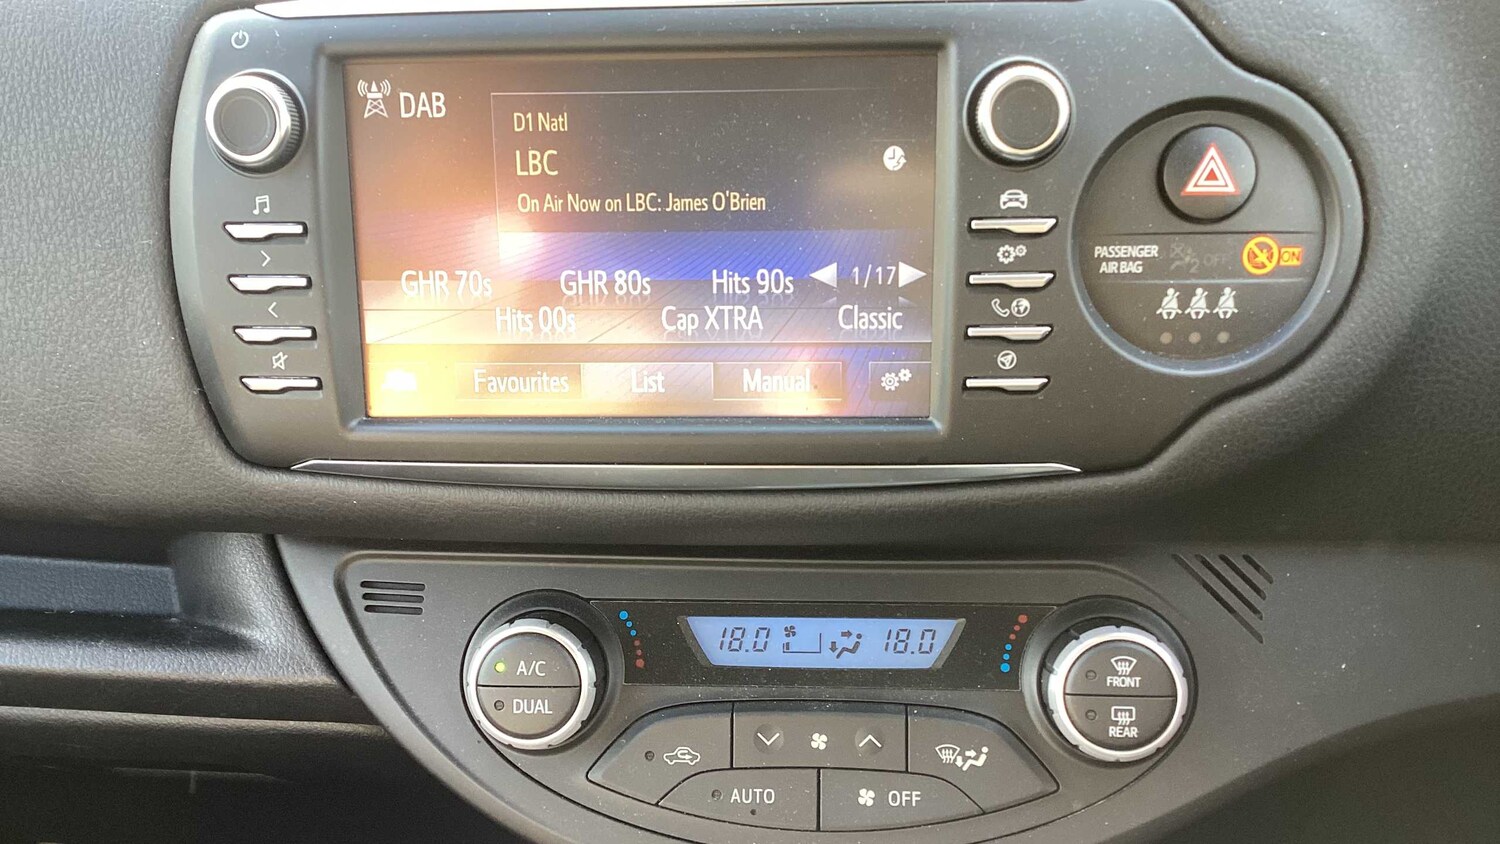 DAB
D1 Natl
LBC
On Air Now on LBC: James O'Brien
GHR 70s GHR 80s Hits 90s 1/17
Hits 00s Cap XTRA Classic
Favourites List Manual
PASSENGER
AIR BAG
2 OFF ON
18.0 18.0
A/C
DUAL
FRONT
REAR
AUTO OFF